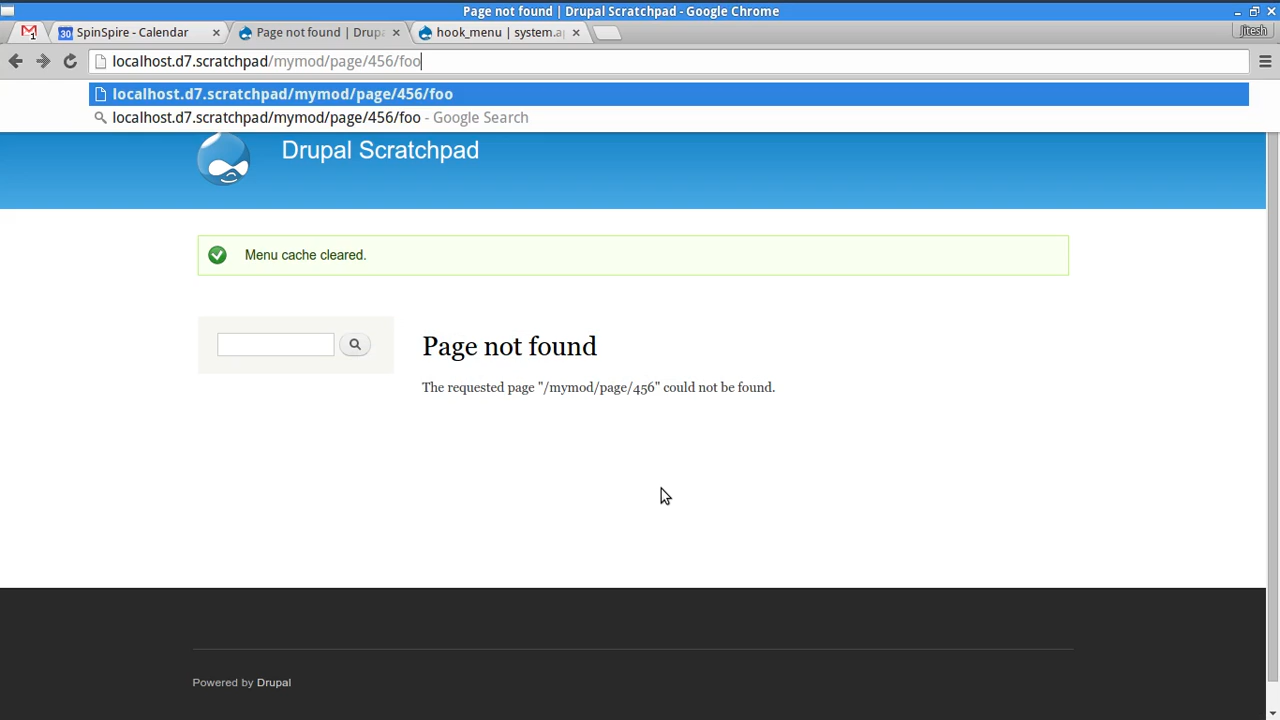 Page not found | Drupal Scratchpad - Google Chrome
1
30 SpinSpire - Calendar
Page not found | Drupa
hook_menu | system.a
Jitesh
localhost.d7.scratchpad/mymod/page/456/foo
localhost.d7.scratchpad/mymod/page/456/foo
localhost.d7.scratchpad/mymod/page/456/foo - Google Search
Drupal Scratchpad
Menu cache cleared.
Page not found
The requested page "/mymod/page/456" could not be found.
Powered by Drupal